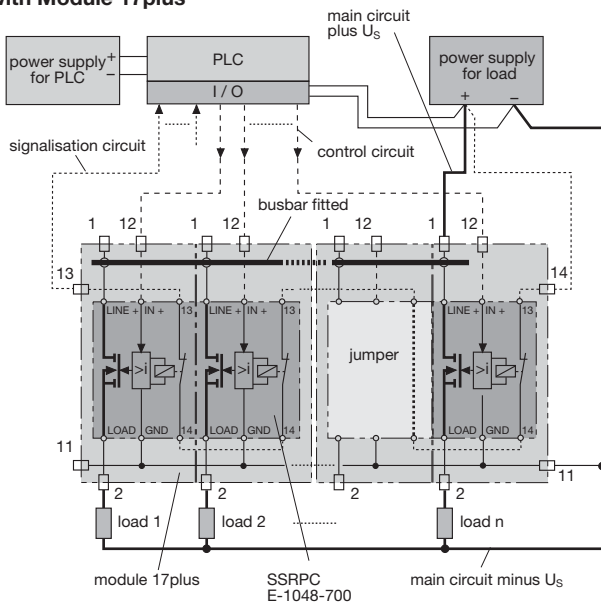 with Module 17plus
main circuit
plus US
power supply
for PLC
+
–
PLC
I / O
power supply
for load
+ –
signalisation circuit
control circuit
busbar fitted
1 12 1 12 1 12 1 12
13
14
LINE + IN + 13
LINE + IN + 13
LINE + IN + 13
jumper
>i
>i
>i
LOAD GND 14
LOAD GND 14
LOAD GND 14
11
11
2 2 2 2
load 1
load 2
load n
module 17plus
SSRPC
E-1048-700
main circuit minus US